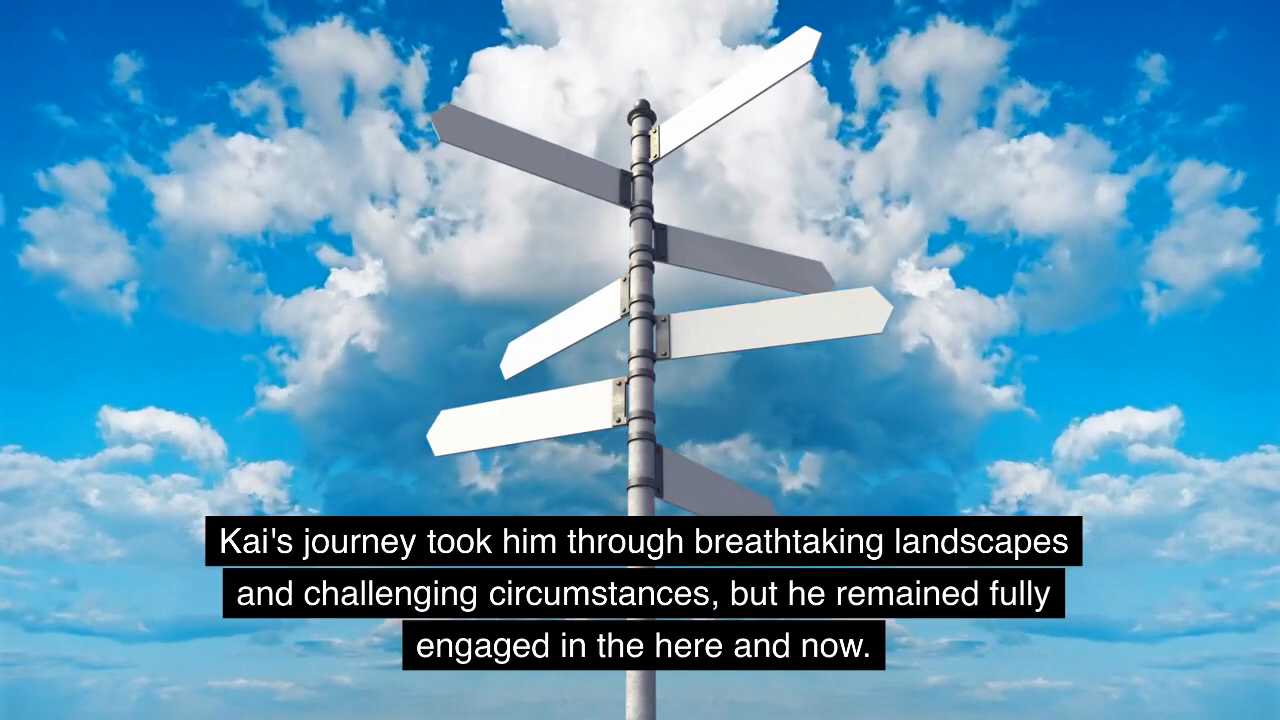 Kai's journey took him through breathtaking landscapes
and challenging circumstances, but he remained fully
engaged in the here and now.